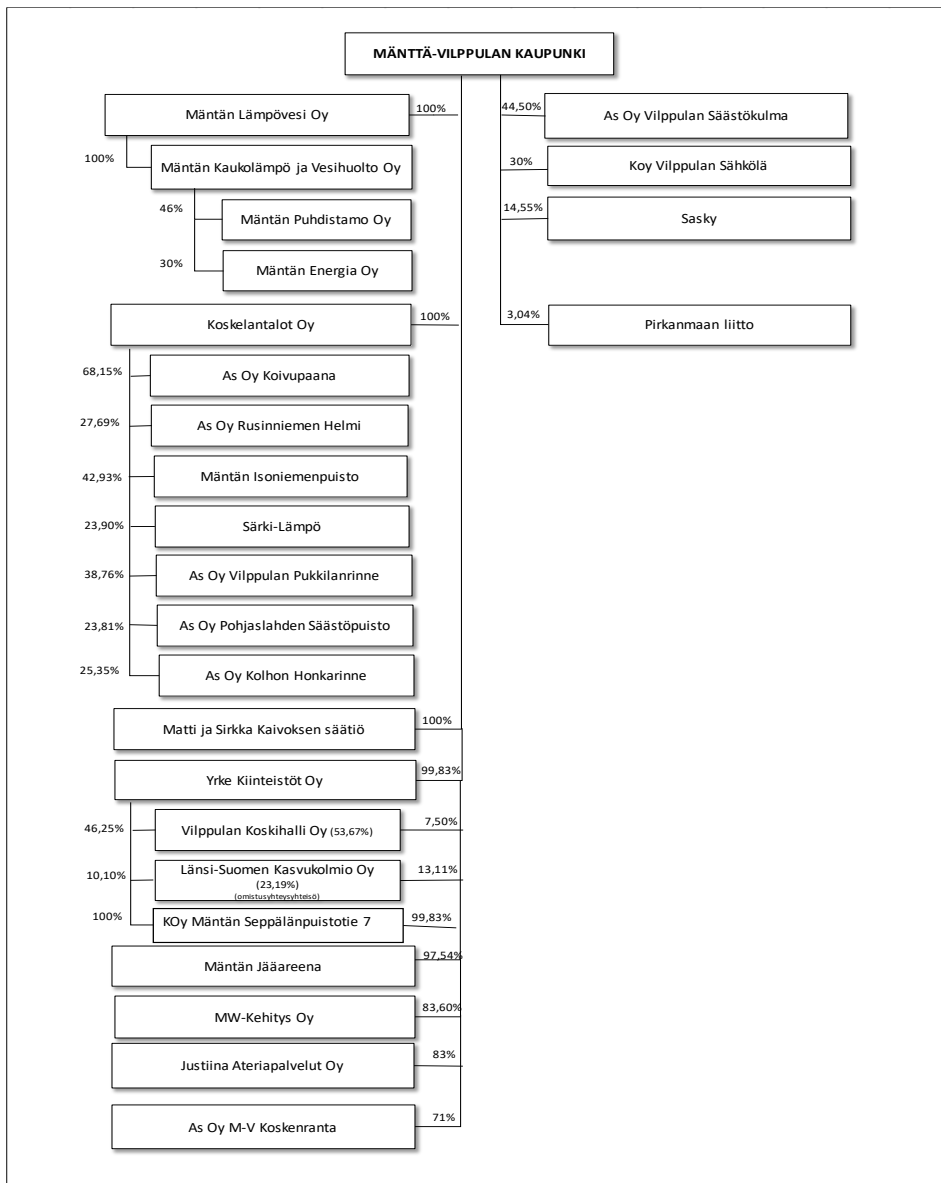 MÄNTTÄ-VILPPULAN KAUPUNKI
Mäntän Lämpövesi Oy
100%
100%
Mäntän Kaukolämpö ja Vesihuolto Oy
46%
Mäntän Puhdistamo Oy
30%
Mäntän Energia Oy
Koskelantalot Oy
100%
68,15%
As Oy Koivupaana
27,69%
As Oy Rusinniemen Helmi
42,93%
Mäntän Isoniemenpuisto
23,90%
Särki-Lämpö
38,76%
As Oy Vilppulan Pukkilanrinne
23,81%
As Oy Pohjaslahden Säästöpuisto
25,35%
As Oy Kolhon Honkarinne
Matti ja Sirkka Kaivoksen säätiö
100%
Yrke Kiinteistöt Oy
99,83%
46,25%
Vilppulan Koskihalli Oy (53,67%)
7,50%
10,10%
Länsi-Suomen Kasvukolmio Oy
(23,19%)
(omistusyhteysyhteisö)
13,11%
100%
KOy Mäntän Seppälänpuistotie 7
99,83%
Mäntän Jääareena
97,54%
MW-Kehitys Oy
83,60%
Justiina Ateriapalvelut Oy
83%
As Oy M-V Koskenranta
71%
44,50%
As Oy Vilppulan Säästökulma
30%
Koy Vilppulan Sähkölä
14,55%
Sasky
3,04%
Pirkanmaan liitto